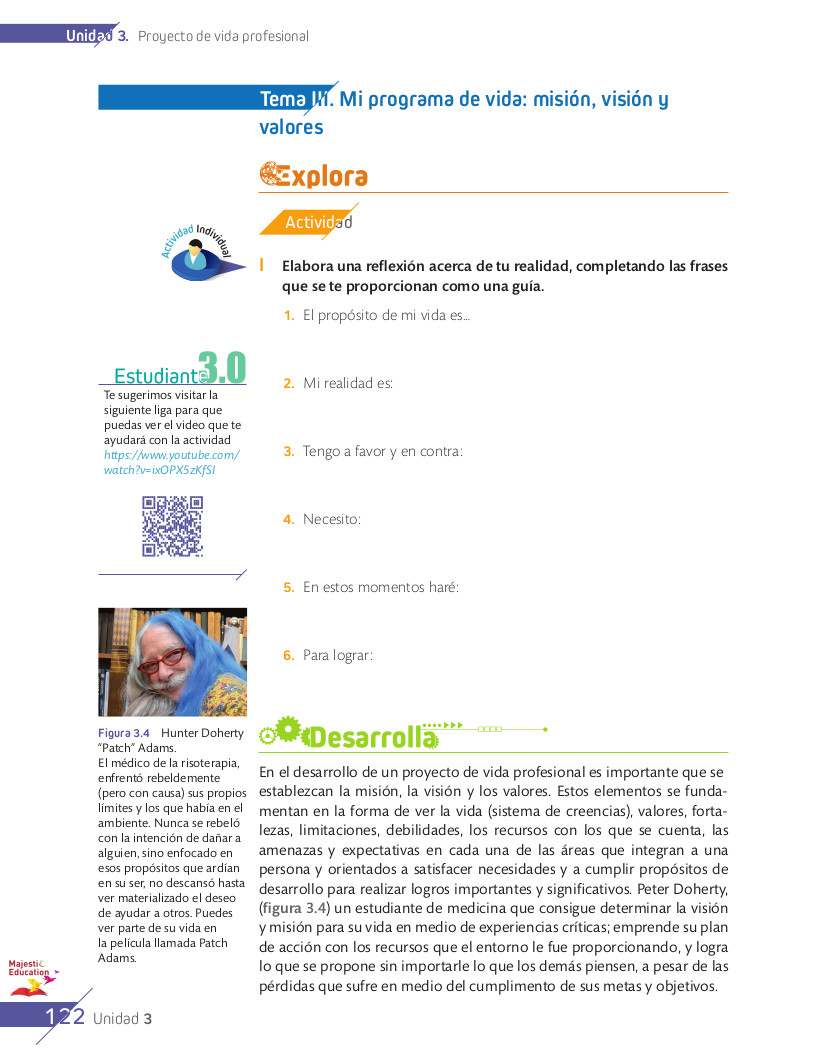 Unidad 3. Proyecto de vida profesional
Tema III. Mi programa de vida: misión, visión y
valores
Explora
Actividad
Actividad Individual
I Elabora una reflexión acerca de tu realidad, completando las frases
que se te proporcionan como una guía.
1. El propósito de mi vida es...
2. Mi realidad es:
3. Tengo a favor y en contra:
4. Necesito:
5. En estos momentos haré:
6. Para lograr:
Estudiante 3.0
Te sugerimos visitar la
siguiente liga para que
puedas ver el video que te
ayudará con la actividad
https://www.youtube.com/
watch?v=ixOPX5zKfSI
Figura 3.4 Hunter Doherty
"Patch" Adams.
El médico de la risoterapia,
enfrentó rebeldemente
(pero con causa) sus propios
límites y los que había en el
ambiente. Nunca se rebeló
con la intención de dañar a
alguien, sino enfocado en
esos propósitos que ardían
en su ser, no descansó hasta
ver materializado el deseo
de ayudar a otros. Puedes
ver parte de su vida en
la película llamada Patch
Adams.
Desarrolla
En el desarrollo de un proyecto de vida profesional es importante que se
establezcan la misión, la visión y los valores. Estos elementos se funda-
mentan en la forma de ver la vida (sistema de creencias), valores, forta-
lezas, limitaciones, debilidades, los recursos con los que se cuenta, las
amenazas y expectativas en cada una de las áreas que integran a una
persona y orientados a satisfacer necesidades y a cumplir propósitos de
desarrollo para realizar logros importantes y significativos. Peter Doherty,
(figura 3.4) un estudiante de medicina que consigue determinar la visión
y misión para su vida en medio de experiencias críticas; emprende su plan
de acción con los recursos que el entorno le fue proporcionando, y logra
lo que se propone sin importarle lo que los demás piensen, a pesar de las
pérdidas que sufre en medio del cumplimento de sus metas y objetivos.
Majestic
Education
122 Unidad 3